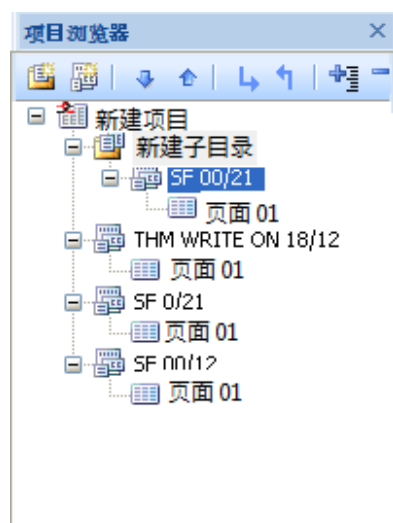 项目浏览器
新建项目
新建子目录
SF 00/21
页面 01
THM WRITE ON 18/12
页面 01
SF 0/21
页面 01
SF 00/12
页面 01